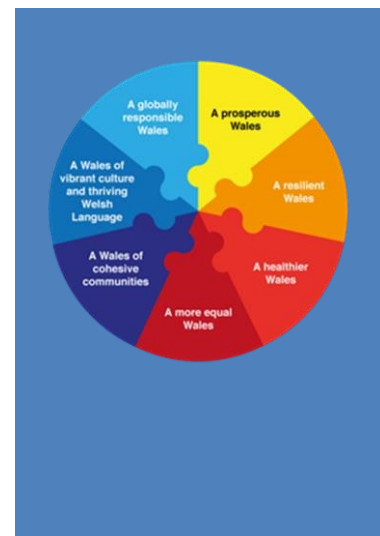 A globally
responsible
Wales
A prosperous
Wales
A resilient
Wales
A healthier
Wales
A more equal
Wales
A Wales of
cohesive
communities
A Wales of
vibrant culture
and thriving
Welsh
Language